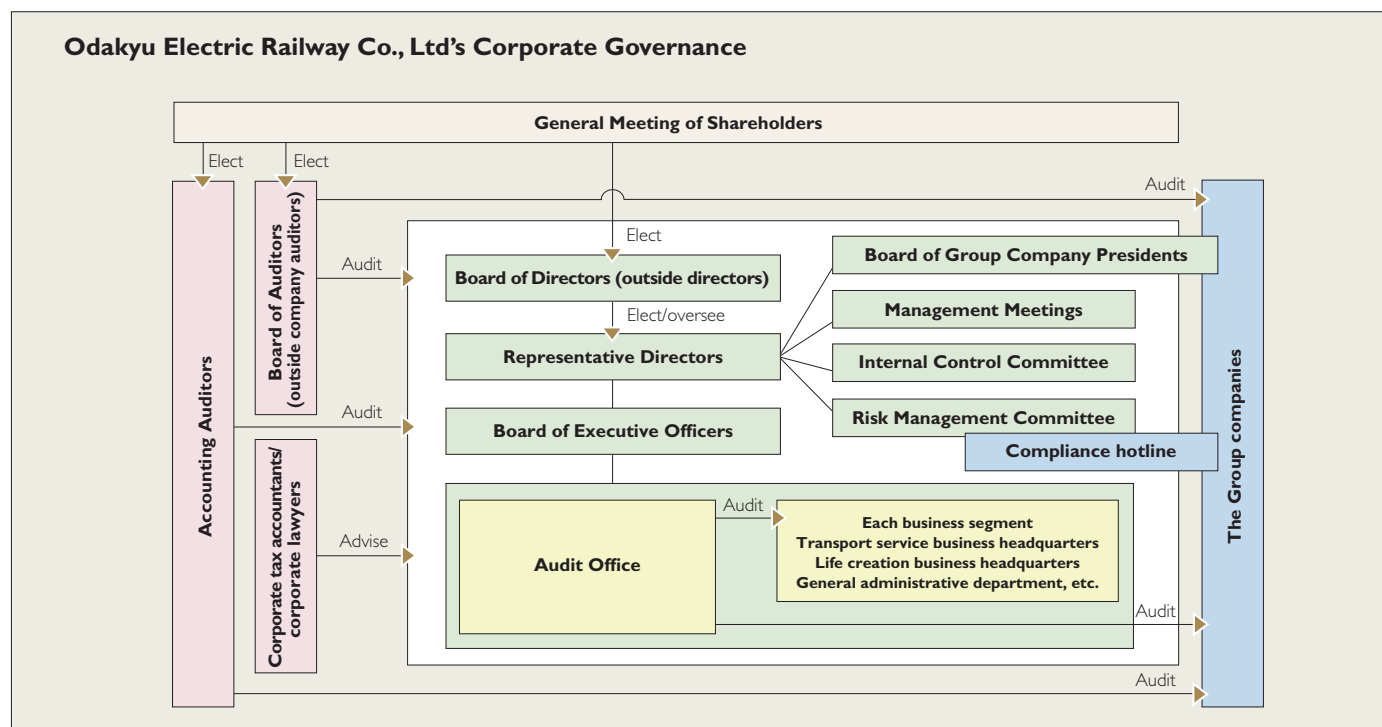 Odakyu Electric Railway Co., Ltd's Corporate Governance
General Meeting of Shareholders
Elect
Elect
Audit
Accounting Auditors
Board of Auditors
(outside company auditors)
Audit
Elect
Board of Directors (outside directors)
Elect/oversee
Representative Directors
Board of Group Company Presidents
Management Meetings
Internal Control Committee
Risk Management Committee
Compliance hotline
The Group companies
Audit
Board of Executive Officers
Corporate tax accountants/
corporate lawyers
Advise
Audit Office
Audit
Each business segment
Transport service business headquarters
Life creation business headquarters
General administrative department, etc.
Audit
Audit